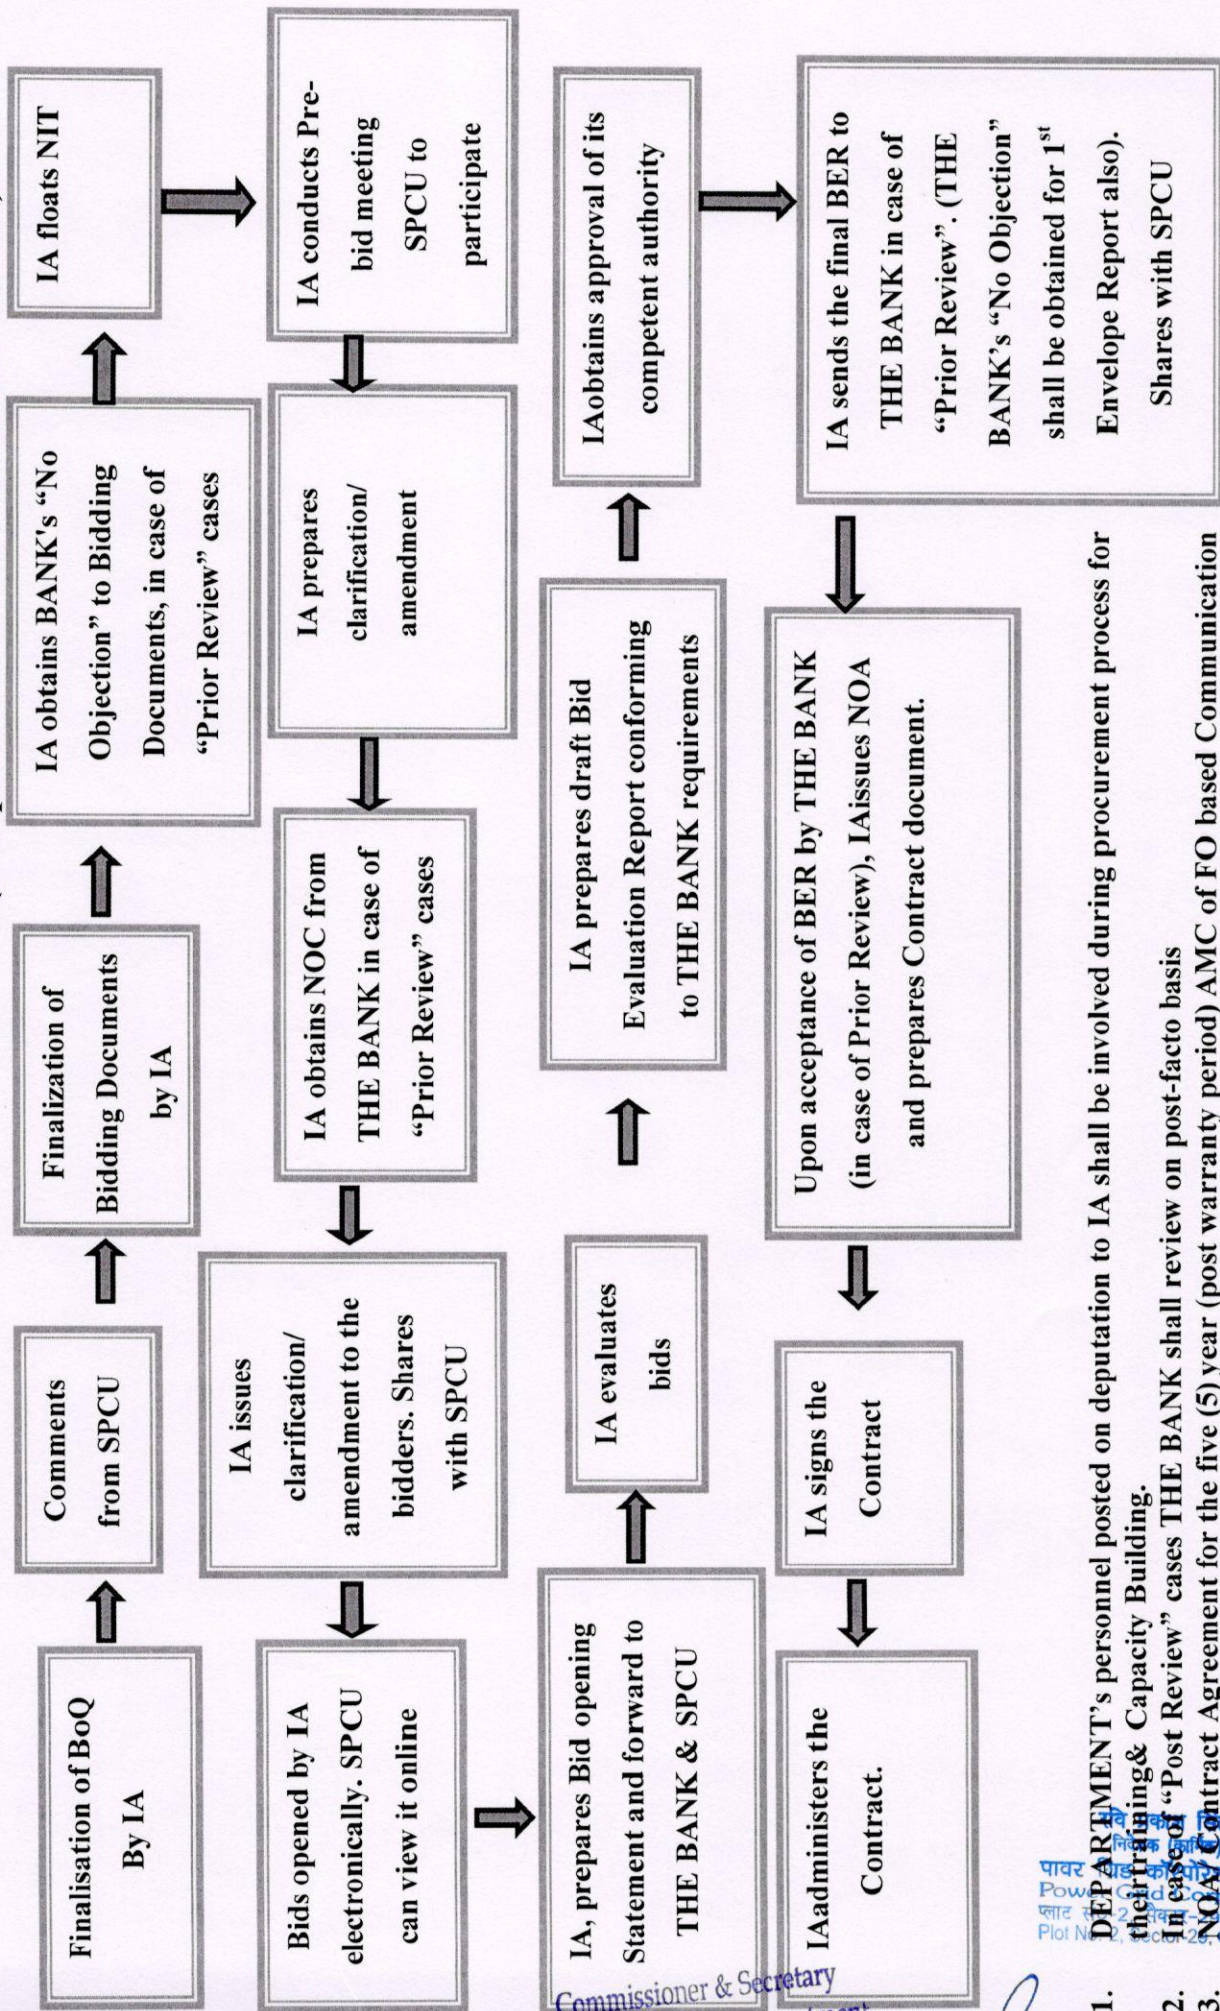 Finalisation of BoQ
By IA
Comments
from SPCU
Finalization of
Bidding Documents
by IA
IA obtains BANK's “No
Objection” to Bidding
Documents, in case of
“Prior Review” cases
IA floats NIT
IA conducts Pre-
bid meeting
SPCU to
participate
IA prepares
clarification/
amendment
IA obtains NOC from
THE BANK in case of
“Prior Review” cases
IA issues
clarification/
amendment to the
bidders. Shares
with SPCU
Bids opened by IA
electronically. SPCU
can view it online
IA, prepares Bid opening
Statement and forward to
THE BANK & SPCU
IA evaluates
bids
IA prepares draft Bid
Evaluation Report conforming
to THE BANK requirements
IAobtains approval of its
competent authority
IA sends the final BER to
THE BANK in case of
“Prior Review”. (THE
BANK's “No Objection”
shall be obtained for 1st
Envelope Report also).
Shares with SPCU
Upon acceptance of BER by THE BANK
(in case of Prior Review), IAissues NOA
and prepares Contract document.
IA signs the
Contract
IAadministers the
Contract.
1. DEPARTMENT's personnel posted on deputation to IA shall be involved during procurement process for
theirtraining& Capacity Building.
2. In case of “Post Review” cases THE BANK shall review on post-facto basis
3. NOA/ Contract Agreement for the five (5) year (post warranty period) AMC of FO based Communication
Commissioner & Secretary
पावर ग्रिड
Power Grid
प्लाट
Plot No. 2, Sector-29,